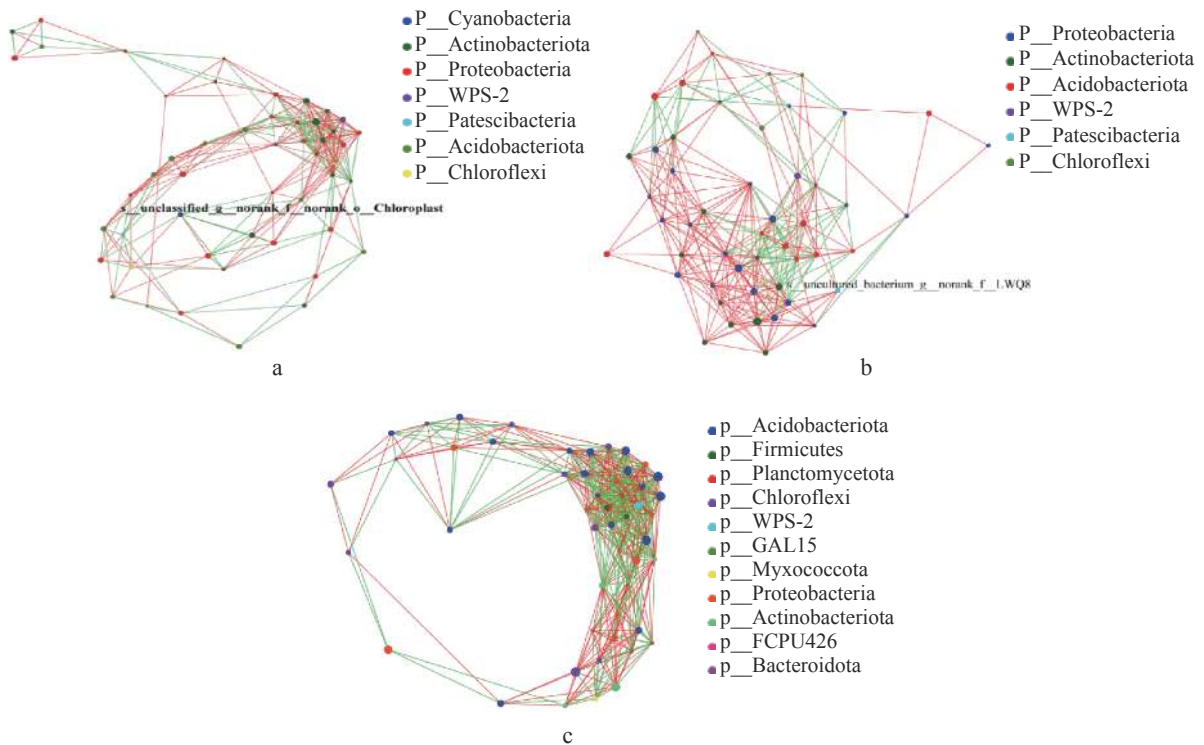 P__Cyanobacteria
P__Actinobacteriota
P__Proteobacteria
P__WPS-2
P__Patescibacteria
P__Acidobacteriota
P__Chloroflexi
s__unclassified_g__norank_f__norank_o__Chloroplast
a
P__Proteobacteria
P__Actinobacteriota
P__Acidobacteriota
P__WPS-2
P__Patescibacteria
P__Chloroflexi
s__uncultured_bacterium_g__norank_f__LWQ8
b
p__Acidobacteriota
p__Firmicutes
p__Planctomycetota
p__Chloroflexi
p__WPS-2
p__GAL15
p__Myxococcota
p__Proteobacteria
p__Actinobacteriota
p__FCPU426
p__Bacteroidota
c